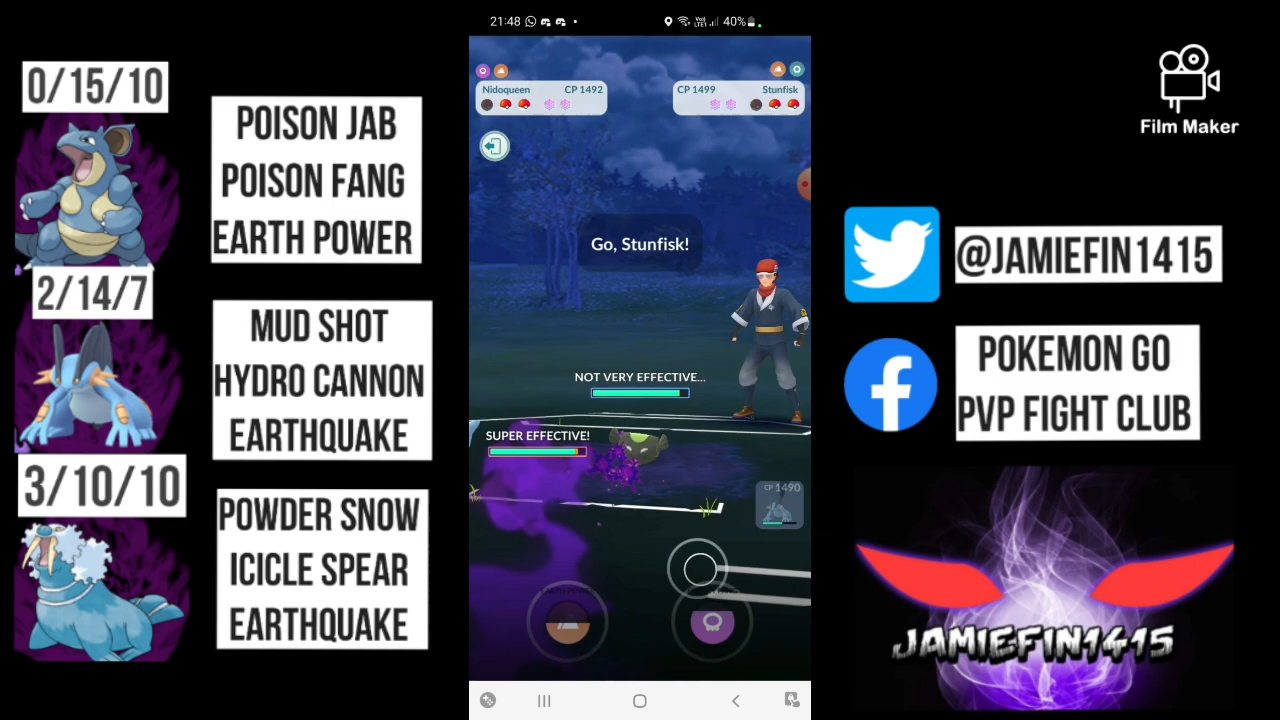 0/15/10
POISON JAB
POISON FANG
EARTH POWER
2/14/7
MUD SHOT
HYDRO CANNON
EARTHQUAKE
3/10/10
POWDER SNOW
ICICLE SPEAR
EARTHQUAKE
21:48
VoD LTE1 40%
Nidoqueen CP 1492
CP 1499 Stunfisk
Go, Stunfisk!
NOT VERY EFFECTIVE...
SUPER EFFECTIVE!
CP 1490
Film Maker
@JAMIEFIN1415
POKEMON GO
PVP FIGHT CLUB
JAMIEFIN1415